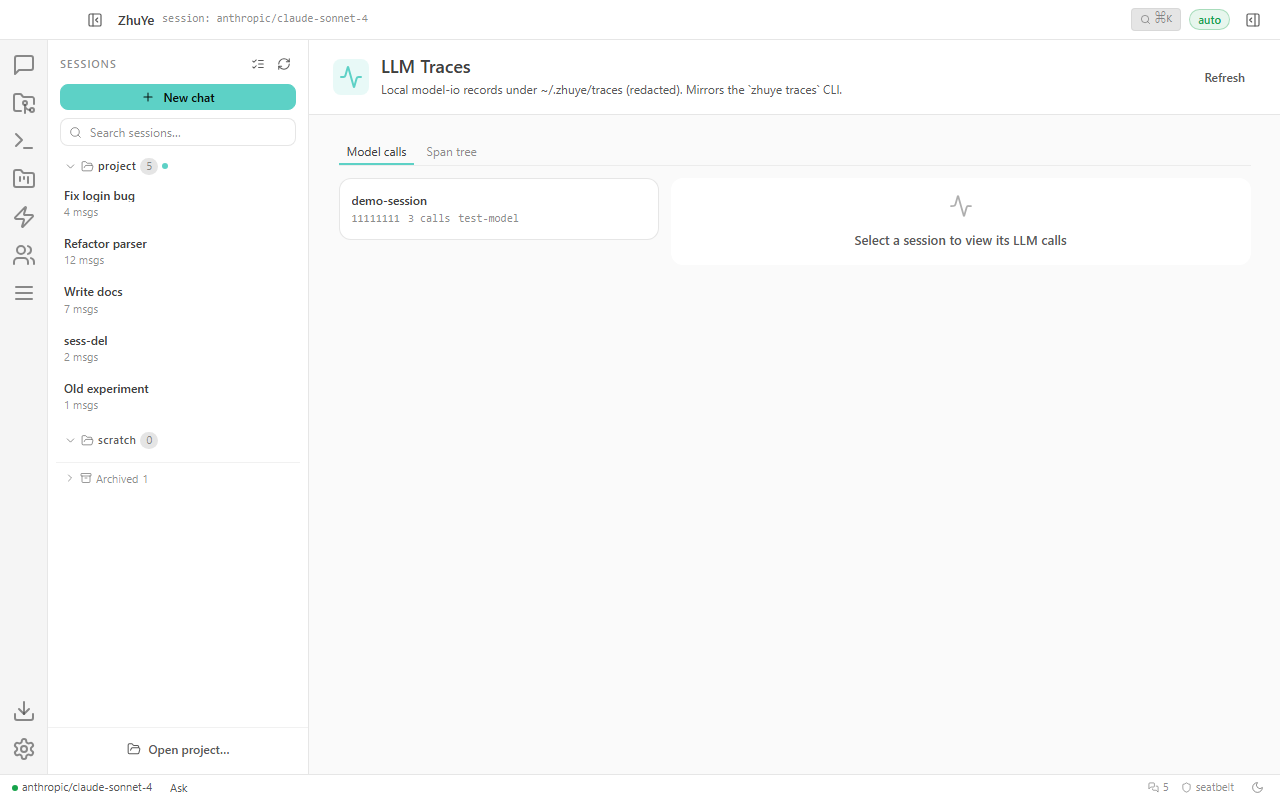 ZhuYe session: anthropic/claude-sonnet-4
⌘K
auto
SESSIONS
+ New chat
Search sessions...
project 5
Fix login bug
4 msgs
Refactor parser
12 msgs
Write docs
7 msgs
sess-del
2 msgs
Old experiment
1 msgs
scratch 0
Archived 1
Open project...
LLM Traces
Local model-io records under ~/.zhuye/traces (redacted). Mirrors the `zhuye traces` CLI.
Refresh
Model calls Span tree
demo-session
11111111 3 calls test-model
Select a session to view its LLM calls
anthropic/claude-sonnet-4 Ask
5 seatbelt